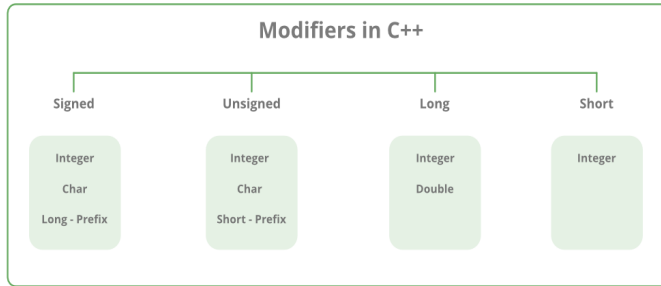 Modifiers in C++
Signed
Unsigned
Long
Short
Integer
Char
Long - Prefix
Integer
Char
Short - Prefix
Integer
Double
Integer